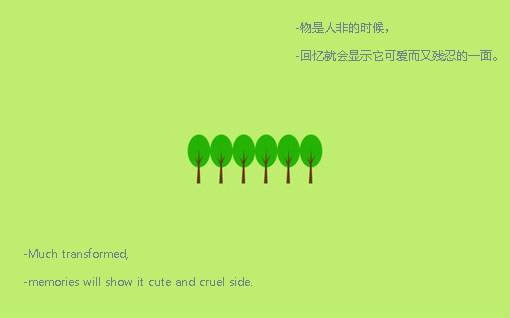 -物是人非的时候，
-回忆就会显示它可爱而又残忍的一面。
-Much transformed,
-memories will show it cute and cruel side.